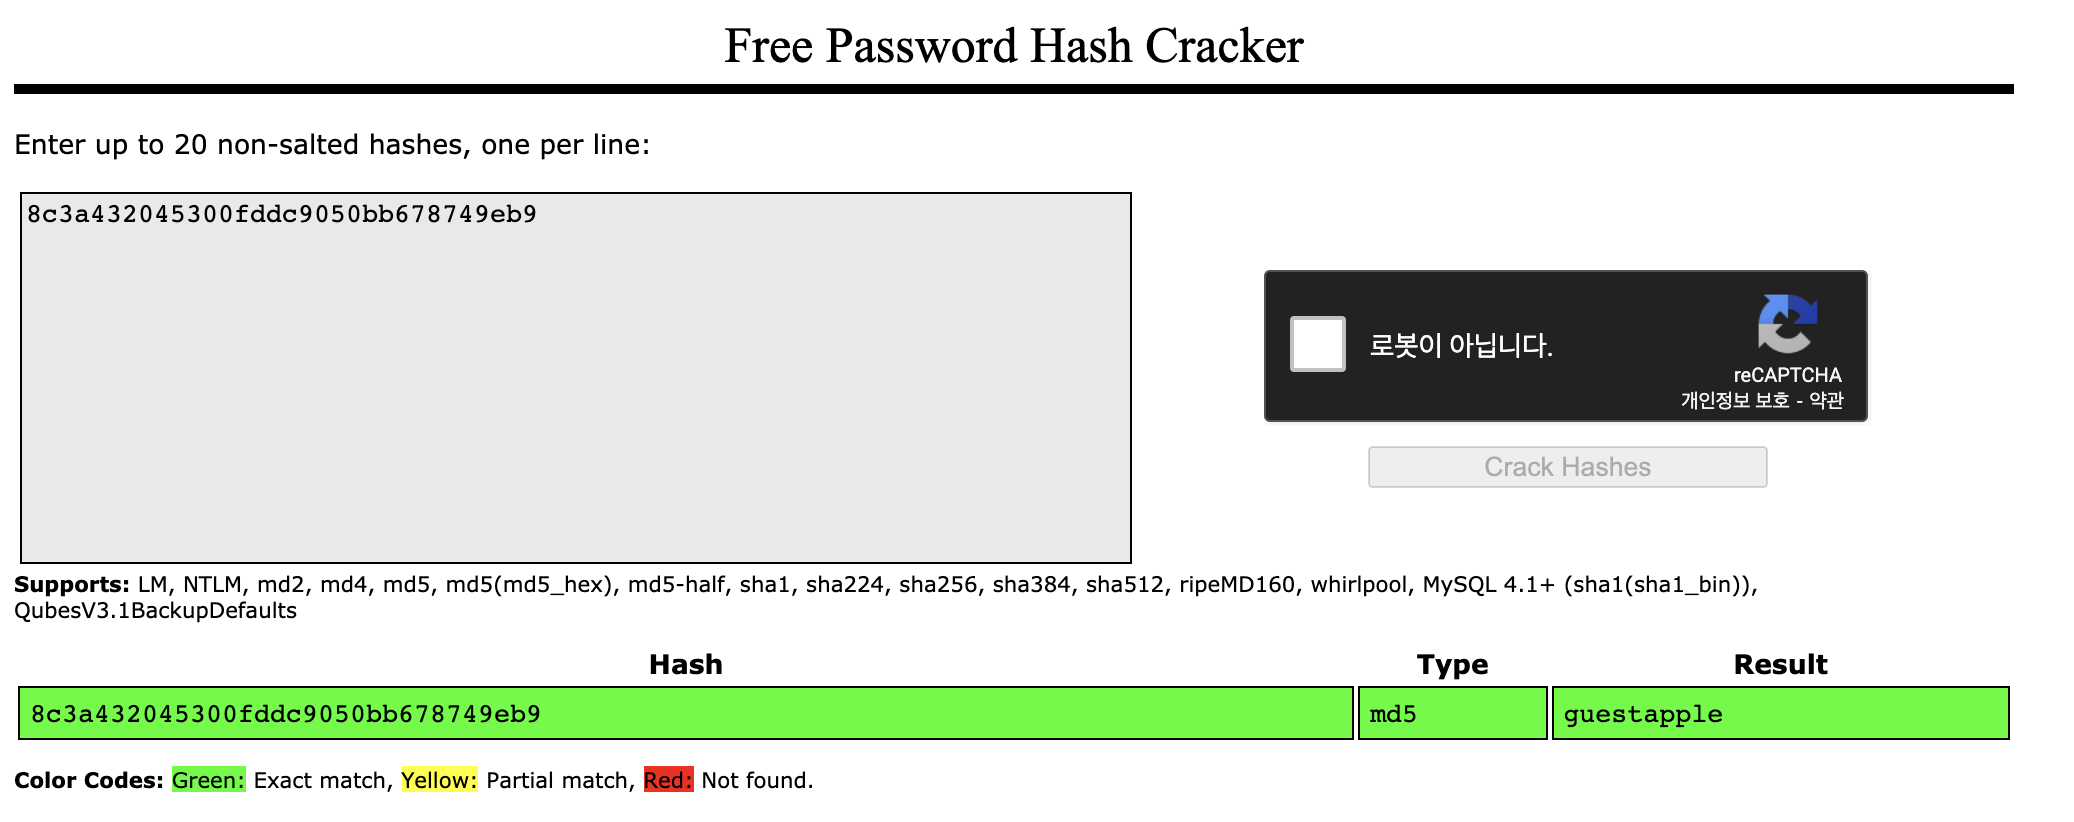 Free Password Hash Cracker
Enter up to 20 non-salted hashes, one per line:
8c3a432045300fddc9050bb678749eb9
로봇이 아닙니다.
reCAPTCHA
개인정보 보호 - 약관
Crack Hashes
Supports: LM, NTLM, md2, md4, md5, md5(md5_hex), md5-half, sha1, sha224, sha256, sha384, sha512, ripeMD160, whirlpool, MySQL 4.1+ (sha1(sha1_bin)),
QubesV3.1BackupDefaults
Hash Type Result
8c3a432045300fddc9050bb678749eb9 md5 guestapple
Color Codes: Green: Exact match, Yellow: Partial match, Red: Not found.